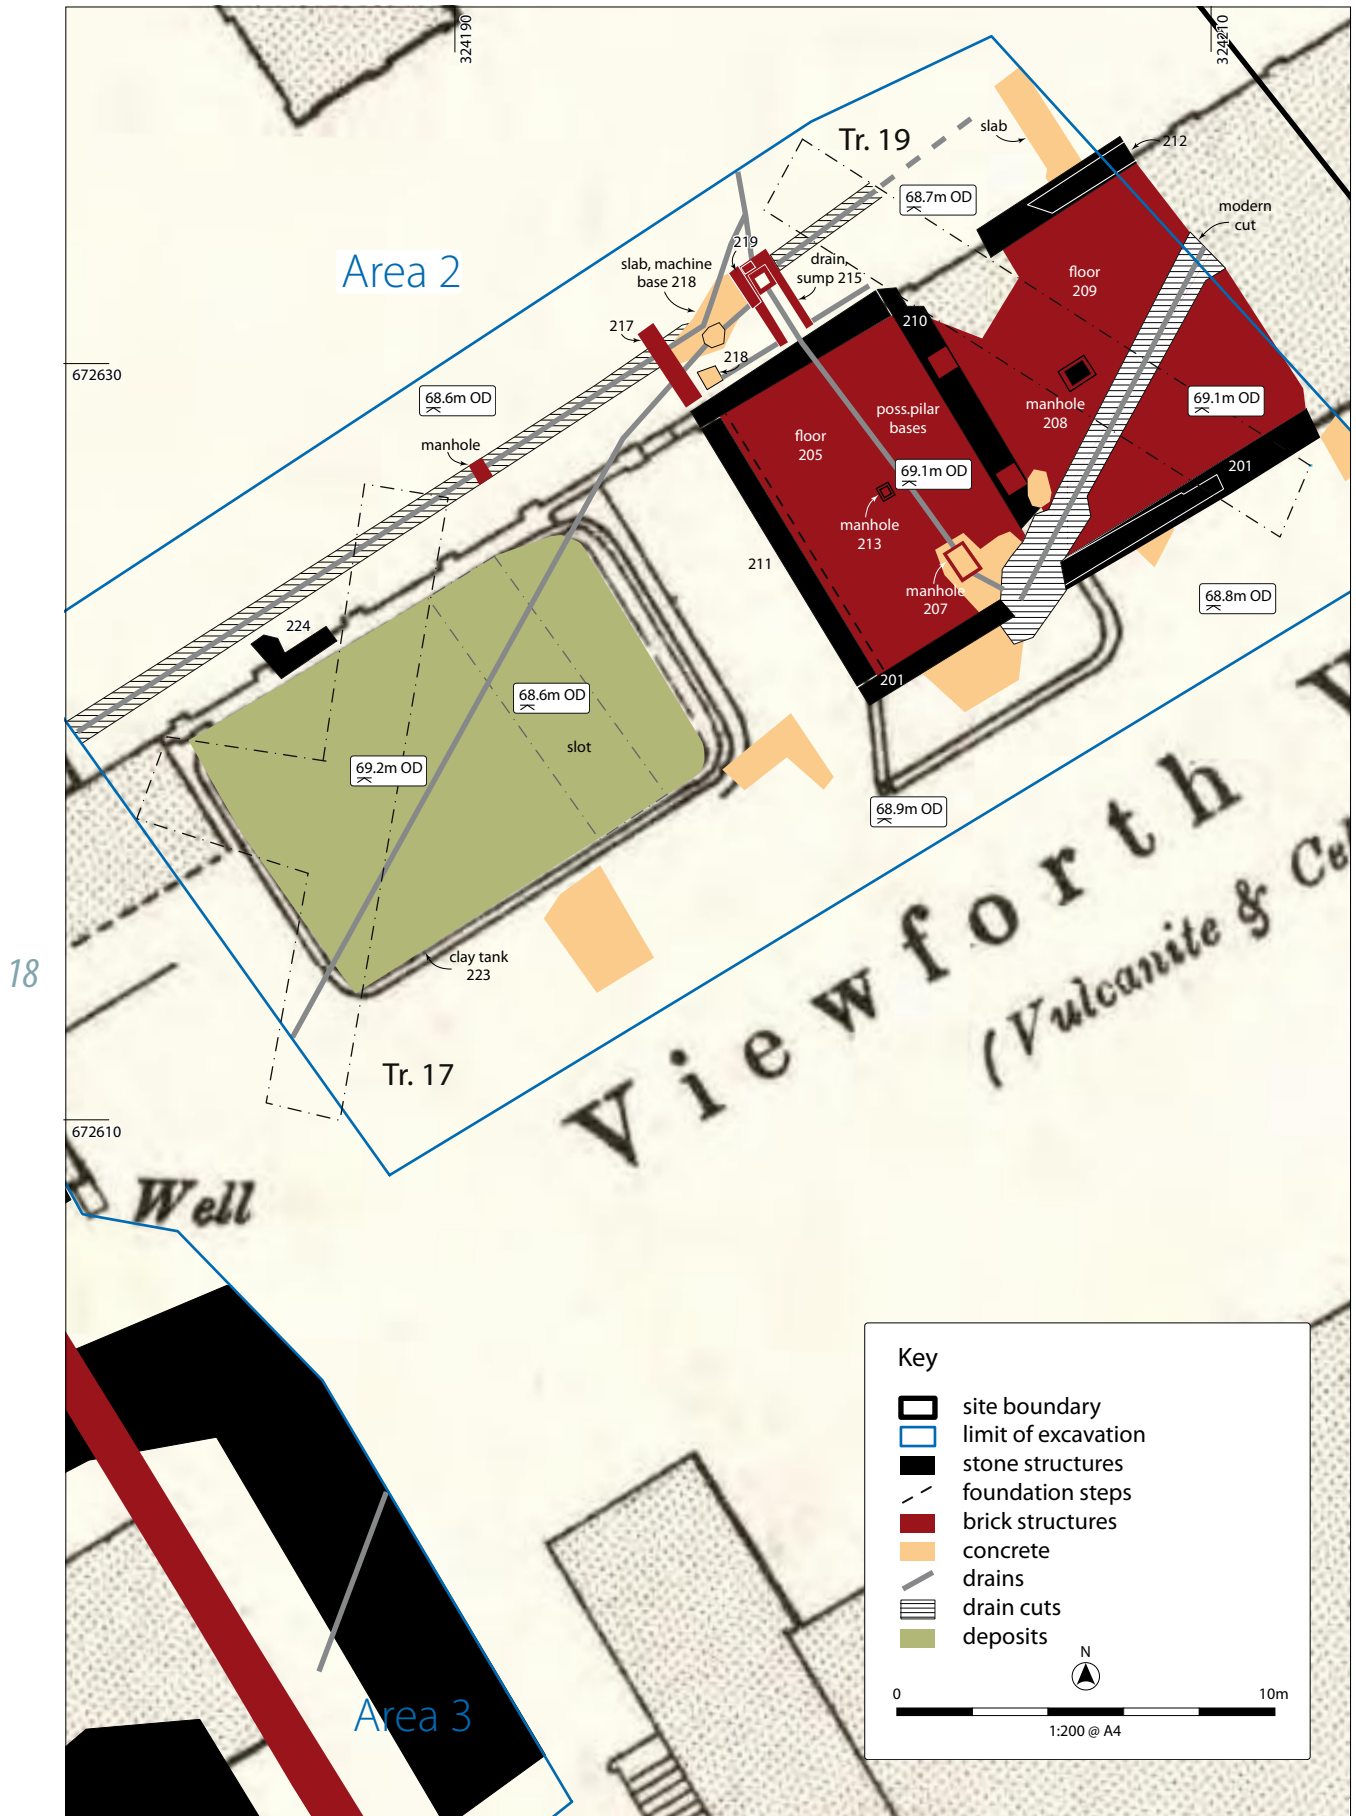 324190
324210
Tr. 19
slab
212
68.7m OD
modern
cut
219
drain,
sump 215
slab, machine
base 218
Area 2
floor
209
217
210
218
672630
68.6m OD
manhole
poss.pilar
bases
manhole
208
69.1m OD
floor
205
69.1m OD
201
manhole
213
211
manhole
207
68.8m OD
224
201
68.6m OD
slot
69.2m OD
68.9m OD
Viewforth
(Vulcanite & Ce
clay tank
223
18
Tr. 17
672610
Well
Area 3
Key
site boundary
limit of excavation
stone structures
foundation steps
brick structures
concrete
drains
drain cuts
deposits
N
0 10m
1:200 @ A4